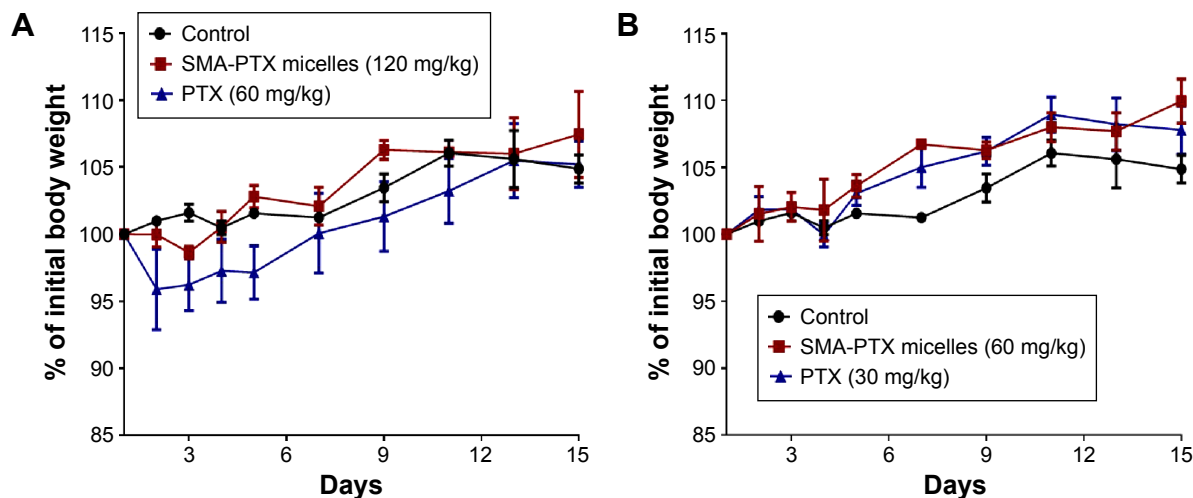 A
Control
SMA-PTX micelles (120 mg/kg)
PTX (60 mg/kg)
% of initial body weight
115
110
105
100
95
90
85
3
6
9
12
15
Days
B
% of initial body weight
115
110
105
100
95
90
85
Control
SMA-PTX micelles (60 mg/kg)
PTX (30 mg/kg)
3
6
9
12
15
Days